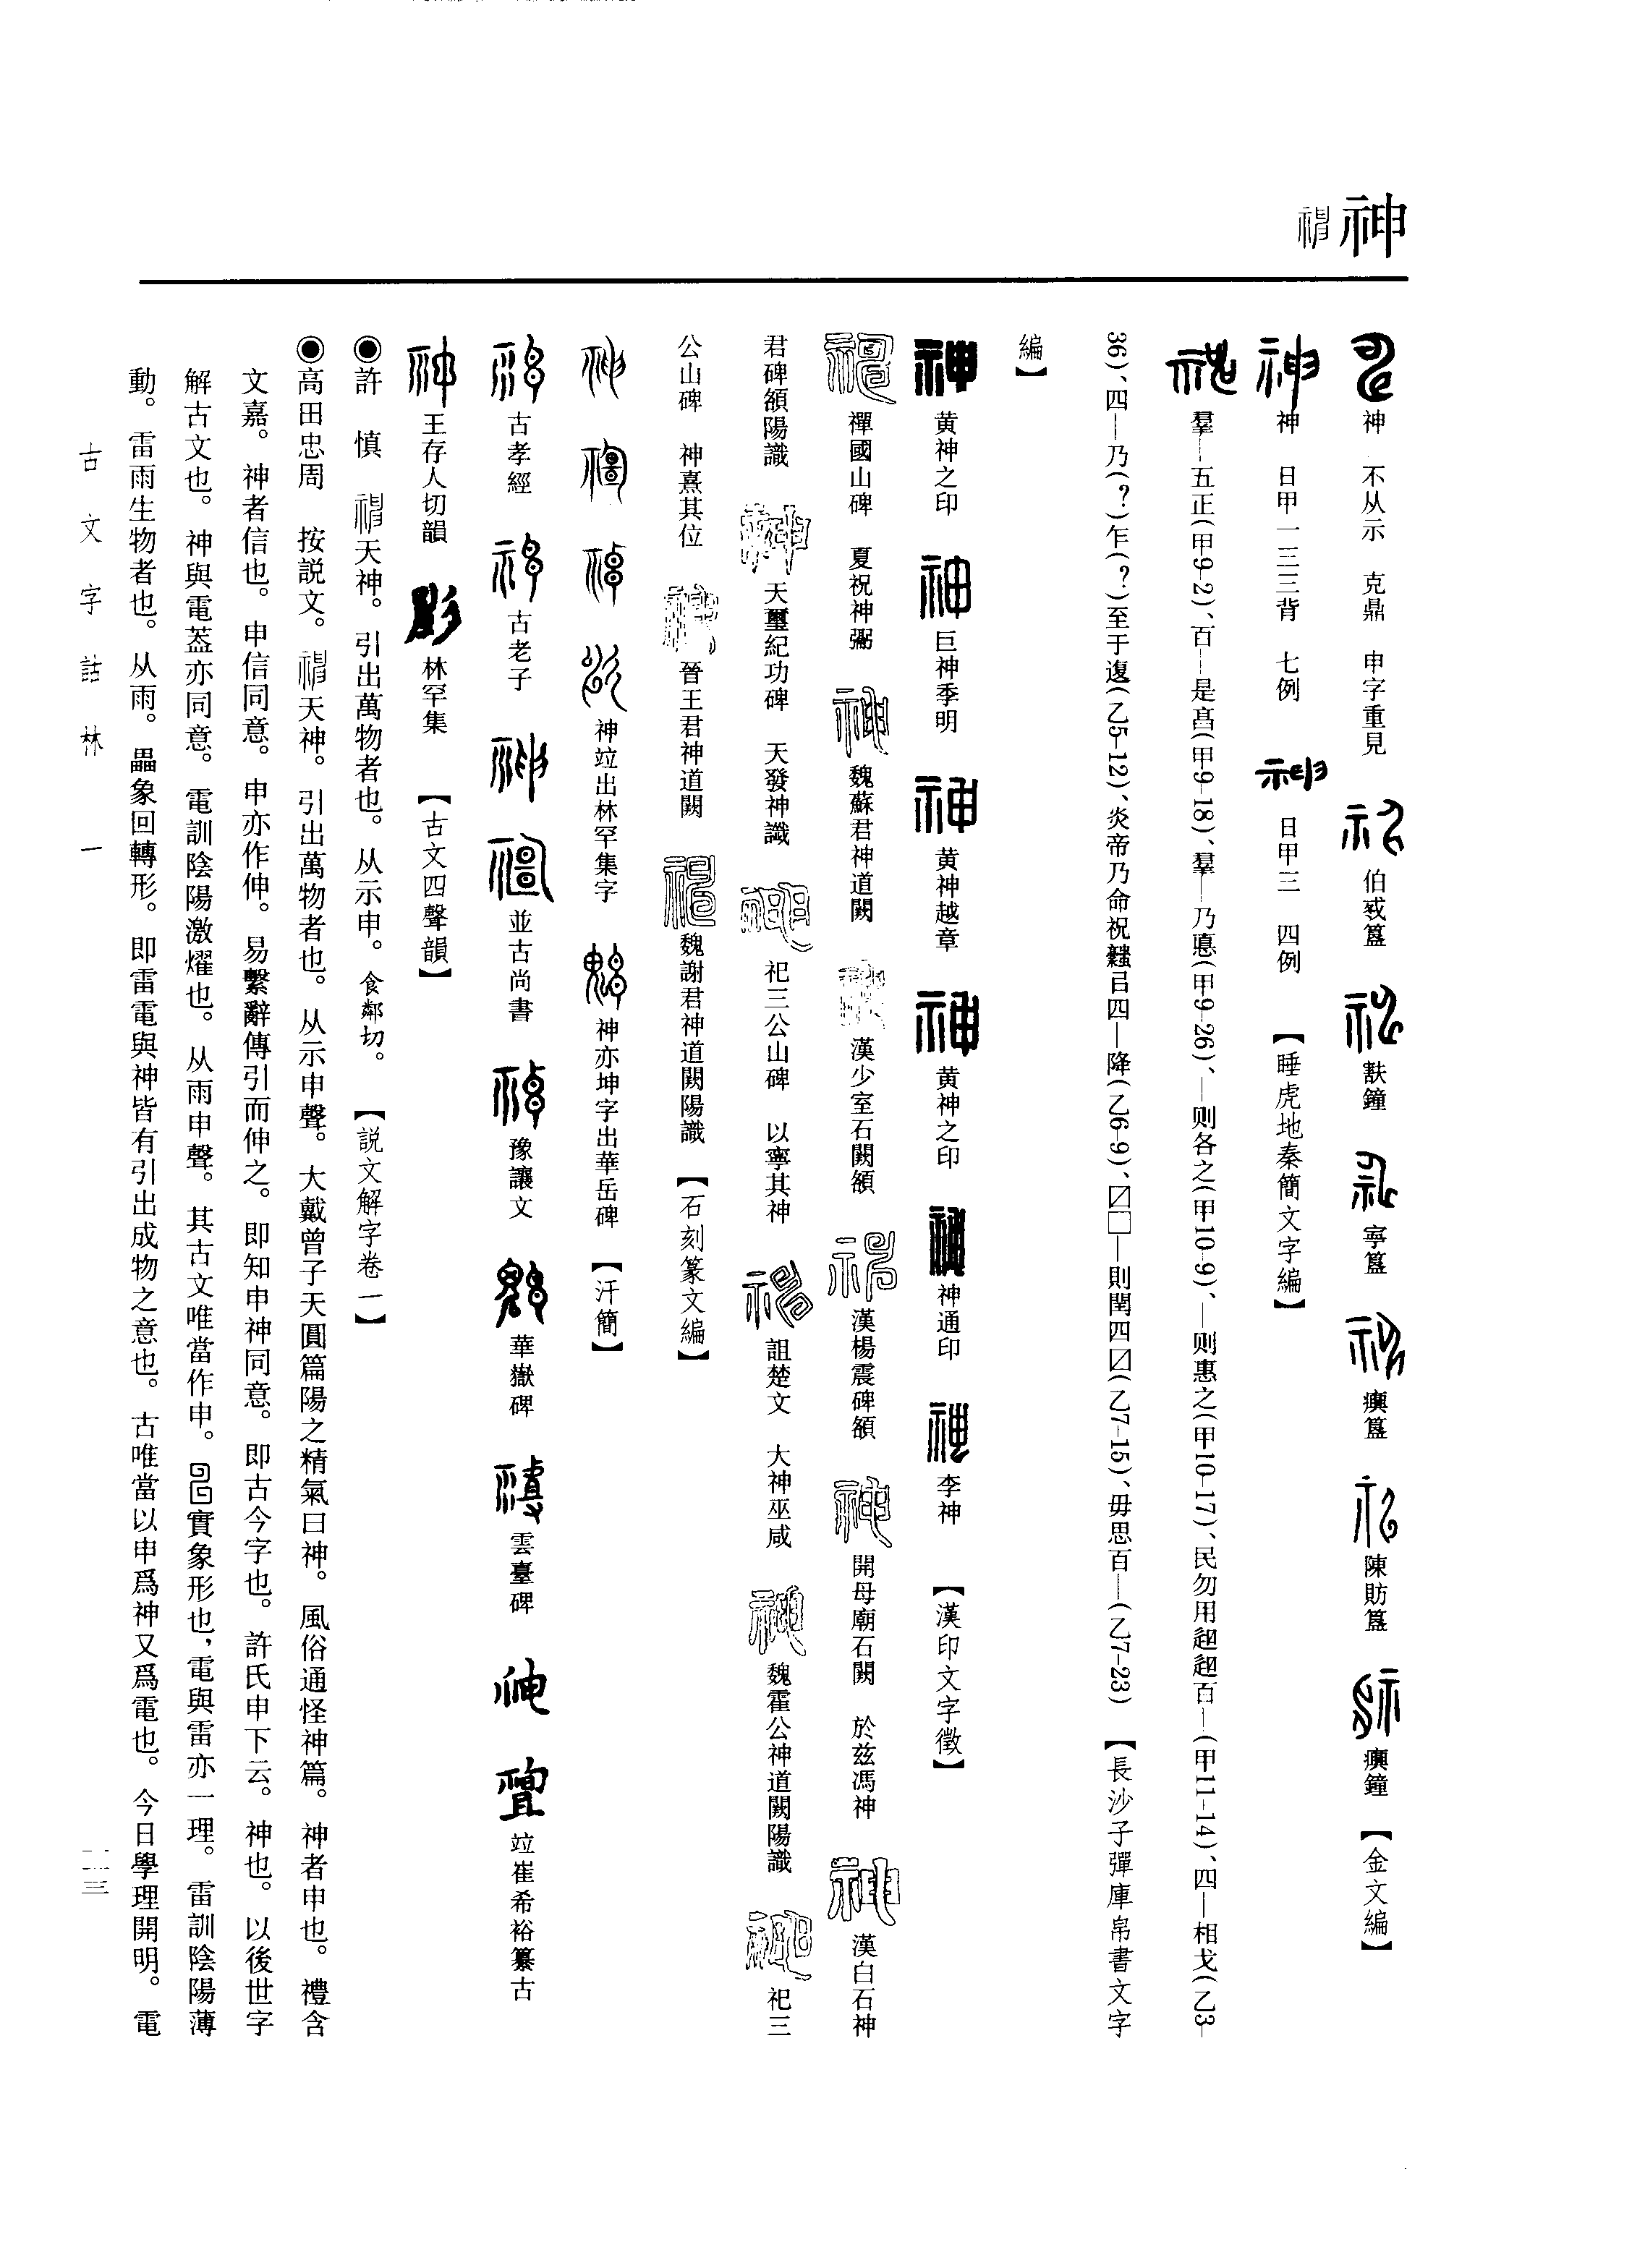 神
神 不从示 克鼎 申字重見 伯㦰簋 㝬鐘 寧簋 㾓簋 陳肪簋 㾓鐘 【金文編】
神 日甲一三三背 七例 日甲三 四例 【睡虎地秦簡文字編】
羣—五正(甲9-2)、百—是(甲9-18)、羣—乃(甲9-26)、—则各之(甲10-9)、—则惠之(甲10-17)、民勿用百—(甲11-14)、四—相戈(乙3-
36)、四—乃(?)乍(?)至于(乙5-12)、炎帝乃命祝四—降(乙6-9)、〼□—則閏四〼(乙7-15)、毋思百—(乙7-23) 【長沙子彈庫帛書文字
編】
黄神之印 巨神季明 黄神越章 黄神之印 神通印 李神 【漢印文字徵】
禪國山碑 夏祝神㣃 魏蘇君神道闕 漢少室石闕額 漢楊震碑額 開母廟石闕 於兹馮神 漢白石神
君碑額陽識 天璽紀功碑 天發神讖 祀三公山碑 以寧其神 詛楚文 大神巫咸 魏霍公神道闕陽識 祀三
公山碑 神熹其位 晉王君神道闕 魏謝君神道闕陽識 【石刻篆文編】
神竝出林罕集字 神亦坤字出華岳碑 【汗簡】
古孝經 古老子 並古尚書 豫讓文 華嶽碑 雲臺碑 竝崔希裕纂古
王存乂切韻 林罕集 【古文四聲韻】
◉許 慎 天神。引出萬物者也。从示申。食鄰切。 【説文解字卷一】
◉高田忠周 按説文。天神。引出萬物者也。从示申聲。大戴曾子天圓篇陽之精氣曰神。風俗通怪神篇。神者申也。禮含
文嘉。神者信也。申信同意。申亦作伸。易繫辭傳引而伸之。即知申神同意。即古今字也。許氏申下云。神也。以後世字
解古文也。神與電葢亦同意。電訓陰陽激燿也。从雨申聲。其古文唯當作申。實象形也，電與雷亦一理。雷訓陰陽薄
動。雷雨生物者也。从雨。畾象回轉形。即雷電與神皆有引出成物之意也。古唯當以申爲神又爲電也。今日學理開明。電
古文字詁林 一